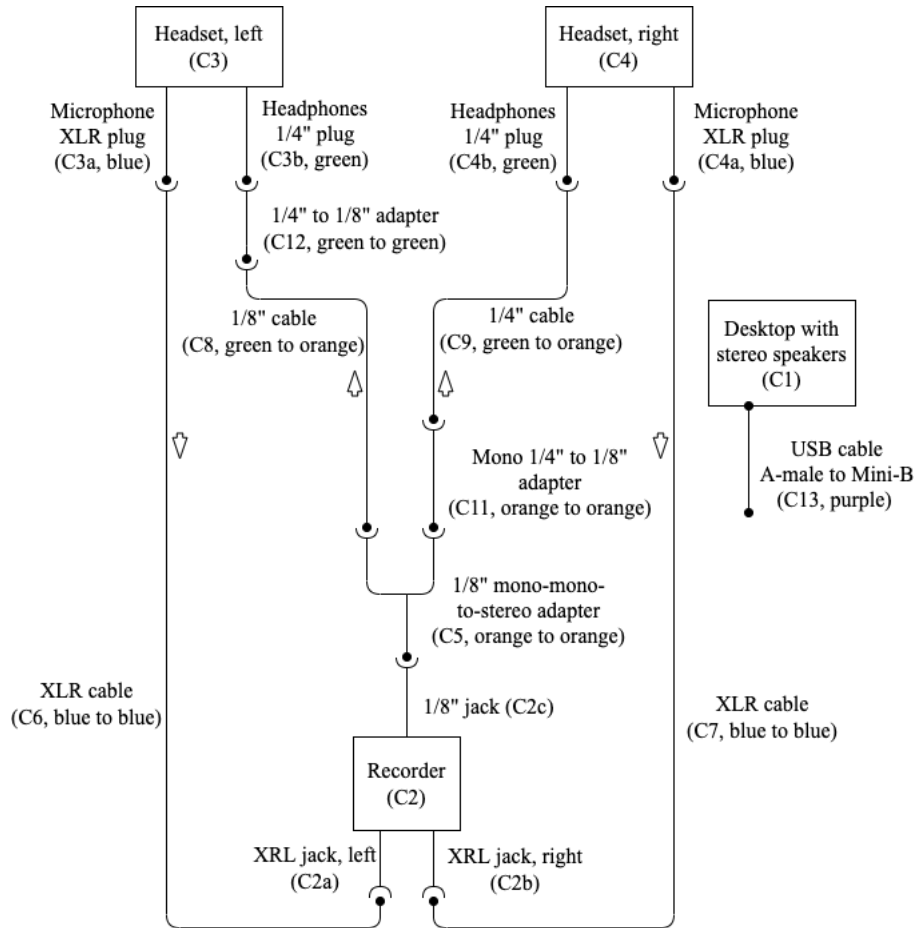 Headset, left
(C3)
Headset, right
(C4)
Microphone
XLR plug
(C3a, blue)
Headphones
1/4" plug
(C3b, green)
Headphones
1/4" plug
(C4b, green)
Microphone
XLR plug
(C4a, blue)
1/4" to 1/8" adapter
(C12, green to green)
1/8" cable
(C8, green to orange)
1/4" cable
(C9, green to orange)
Desktop with
stereo speakers
(C1)
USB cable
A-male to Mini-B
(C13, purple)
Mono 1/4" to 1/8"
adapter
(C11, orange to orange)
1/8" mono-mono-
to-stereo adapter
(C5, orange to orange)
XLR cable
(C6, blue to blue)
1/8" jack (C2c)
XLR cable
(C7, blue to blue)
Recorder
(C2)
XRL jack, left
(C2a)
XRL jack, right
(C2b)